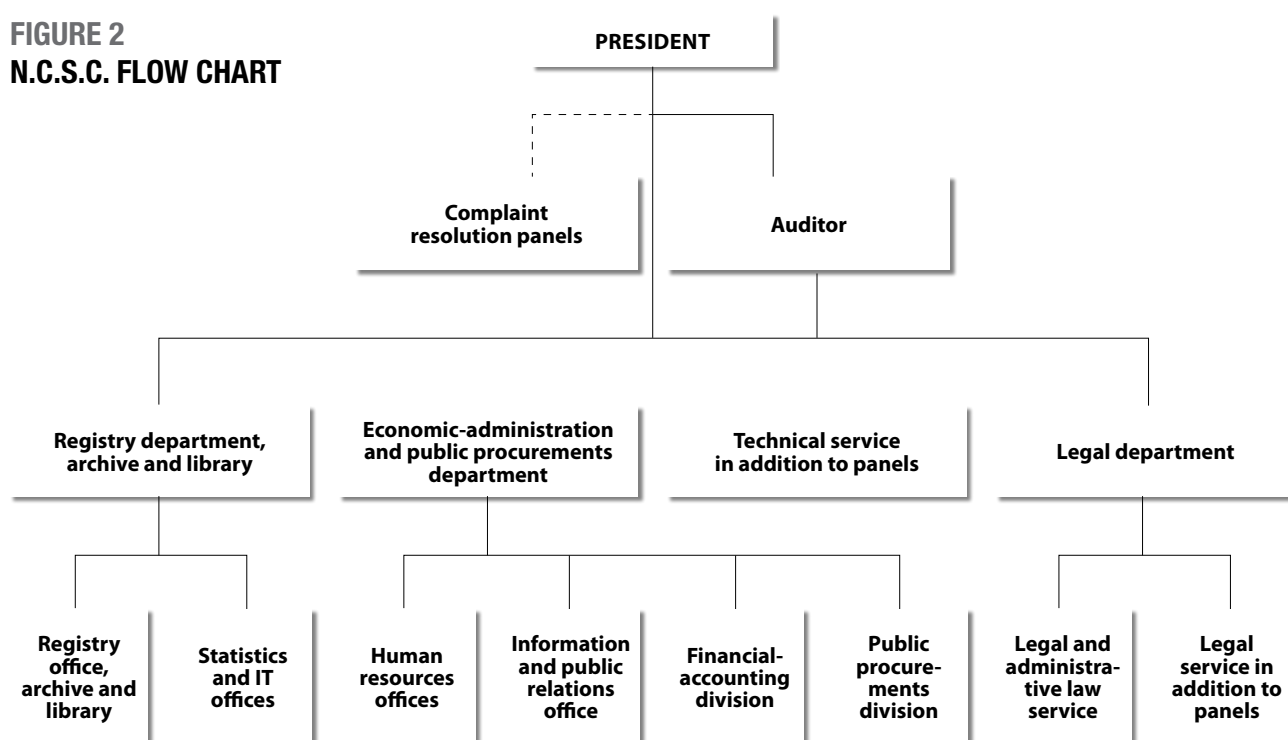 FIGURE 2
N.C.S.C. FLOW CHART
PRESIDENT
Complaint
resolution panels
Auditor
Registry department,
archive and library
Economic-administration
and public procurements
department
Technical service
in addition to panels
Legal department
Registry
office,
archive and
library
Statistics
and IT
offices
Human
resources
offices
Information
and public
relations
office
Financial-
accounting
division
Public
procure-
ments
division
Legal and
administra-
tive law
service
Legal
service in
addition to
panels